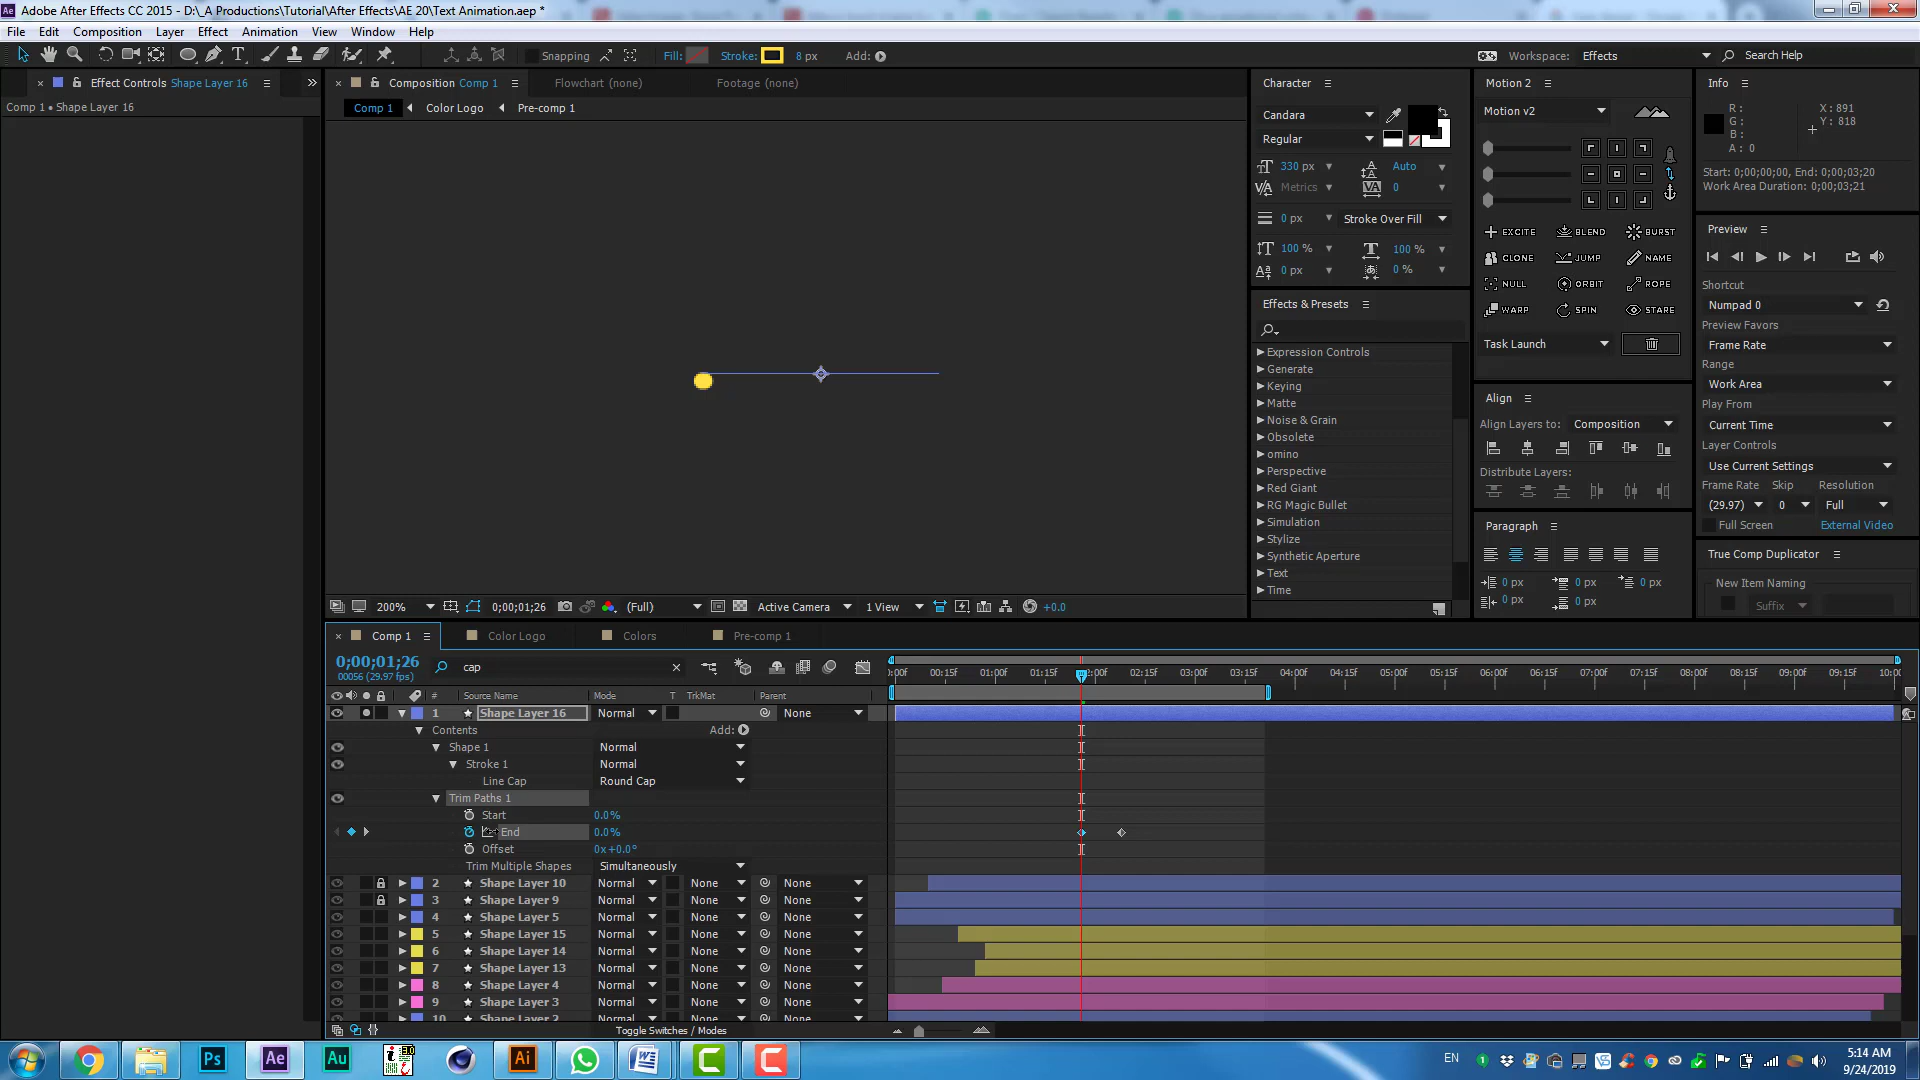 Adobe After Effects CC 2015 - D:\_A Productions\Tutorial\After Effects\AE 20\Text Animation.aep *
File Edit Composition Layer Effect Animation View Window Help
Snapping Fill: Stroke: 8 px Add: Workspace: Effects Search Help
Effect Controls Shape Layer 16
Comp 1 • Shape Layer 16
Composition Comp 1 Flowchart (none) Footage (none)
Comp 1 Color Logo Pre-comp 1
200% 0;00;01;26 (Full) Active Camera 1 View +0.0
Character
Candara
Regular
330 px Auto
Metrics 0
0 px Stroke Over Fill
100 % 100 %
0 px 0 %
Effects & Presets
Expression Controls
Generate
Keying
Matte
Noise & Grain
Obsolete
omino
Perspective
Red Giant
RG Magic Bullet
Simulation
Stylize
Synthetic Aperture
Text
Time
Motion 2
Motion v2
EXCITE BLEND BURST
CLONE JUMP NAME
NULL ORBIT ROPE
WARP SPIN STARE
Task Launch
Align
Align Layers to: Composition
Distribute Layers:
Paragraph
0 px 0 px 0 px
0 px 0 px
Info
R: X: 891
G: Y: 818
B:
A: 0
Start: 0;00;00;00, End: 0;00;03;20
Work Area Duration: 0;00;03;21
Preview
Shortcut
Numpad 0
Preview Favors
Frame Rate
Range
Work Area
Play From
Current Time
Layer Controls
Use Current Settings
Frame Rate Skip Resolution
(29.97) 0 Full
Full Screen External Video
True Comp Duplicator
New Item Naming
Suffix
Comp 1 Color Logo Colors Pre-comp 1
0;00;01;26
00056 (29.97 fps)
cap
:00f 00:15f 01:00f 01:15f 2:00f 02:15f 03:00f 03:15f 04:00f 04:15f 05:00f 05:15f 06:00f 06:15f 07:00f 07:15f 08:00f 08:15f 09:00f 09:15f 10:00
# Source Name Mode T TrkMat Parent
1 Shape Layer 16 Normal None
Contents Add:
Shape 1 Normal
Stroke 1 Normal
Line Cap Round Cap
Trim Paths 1
Start 0.0%
End 0.0%
Offset 0x+0.0°
Trim Multiple Shapes Simultaneously
2 Shape Layer 10 Normal None None
3 Shape Layer 9 Normal None None
4 Shape Layer 5 Normal None None
5 Shape Layer 15 Normal None None
6 Shape Layer 14 Normal None None
7 Shape Layer 13 Normal None None
8 Shape Layer 4 Normal None None
9 Shape Layer 3 Normal None None
10 Shape Layer 2 Normal None None
Toggle Switches / Modes
Ps Ae Au Ai
EN 5:14 AM
9/24/2019